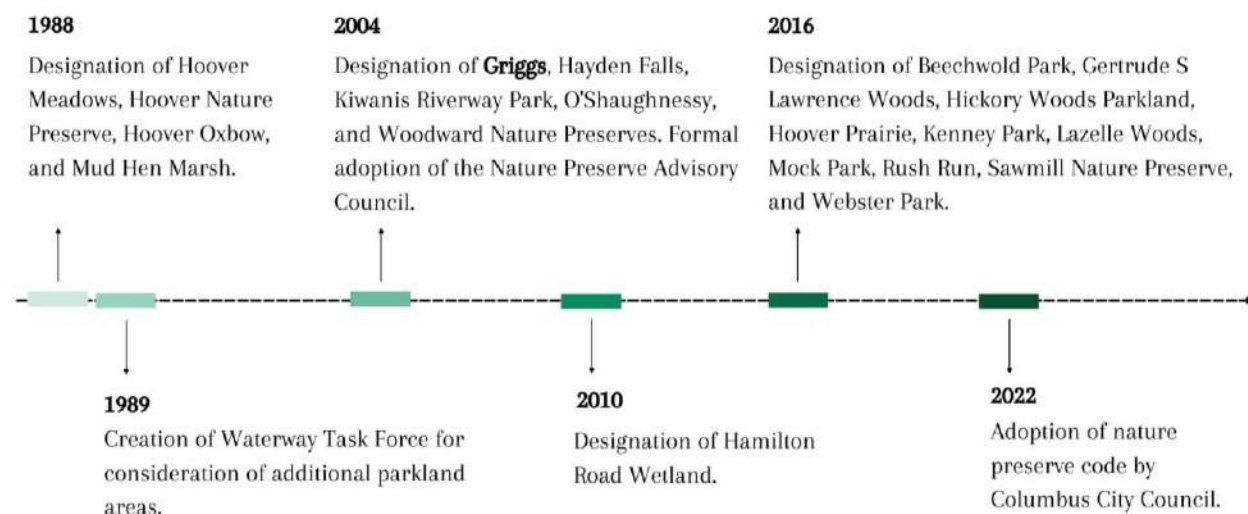 1988
Designation of Hoover
Meadows, Hoover Nature
Preserve, Hoover Oxbow,
and Mud Hen Marsh.
2004
Designation of Griggs, Hayden Falls,
Kiwanis Riverway Park, O'Shaughnessy,
and Woodward Nature Preserves. Formal
adoption of the Nature Preserve Advisory
Council.
2016
Designation of Beechwold Park, Gertrude S
Lawrence Woods, Hickory Woods Parkland,
Hoover Prairie, Kenney Park, Lazelle Woods,
Mock Park, Rush Run, Sawmill Nature Preserve,
and Webster Park.
1989
Creation of Waterway Task Force for
consideration of additional parkland
areas.
2010
Designation of Hamilton
Road Wetland.
2022
Adoption of nature
preserve code by
Columbus City Council.